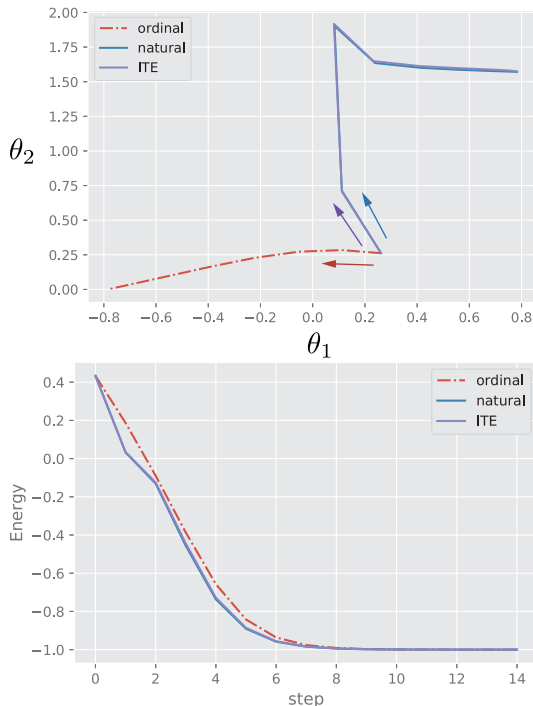 2.00
1.75
1.50
1.25
1.00
0.75
0.50
0.25
0.00
θ2
ordinal
natural
ITE
−0.8 −0.6 −0.4 −0.2 0.0 0.2 0.4 0.6 0.8
θ1
0.4
0.2
0.0
−0.2
−0.4
−0.6
−0.8
−1.0
Energy
ordinal
natural
ITE
0 2 4 6 8 10 12 14
step